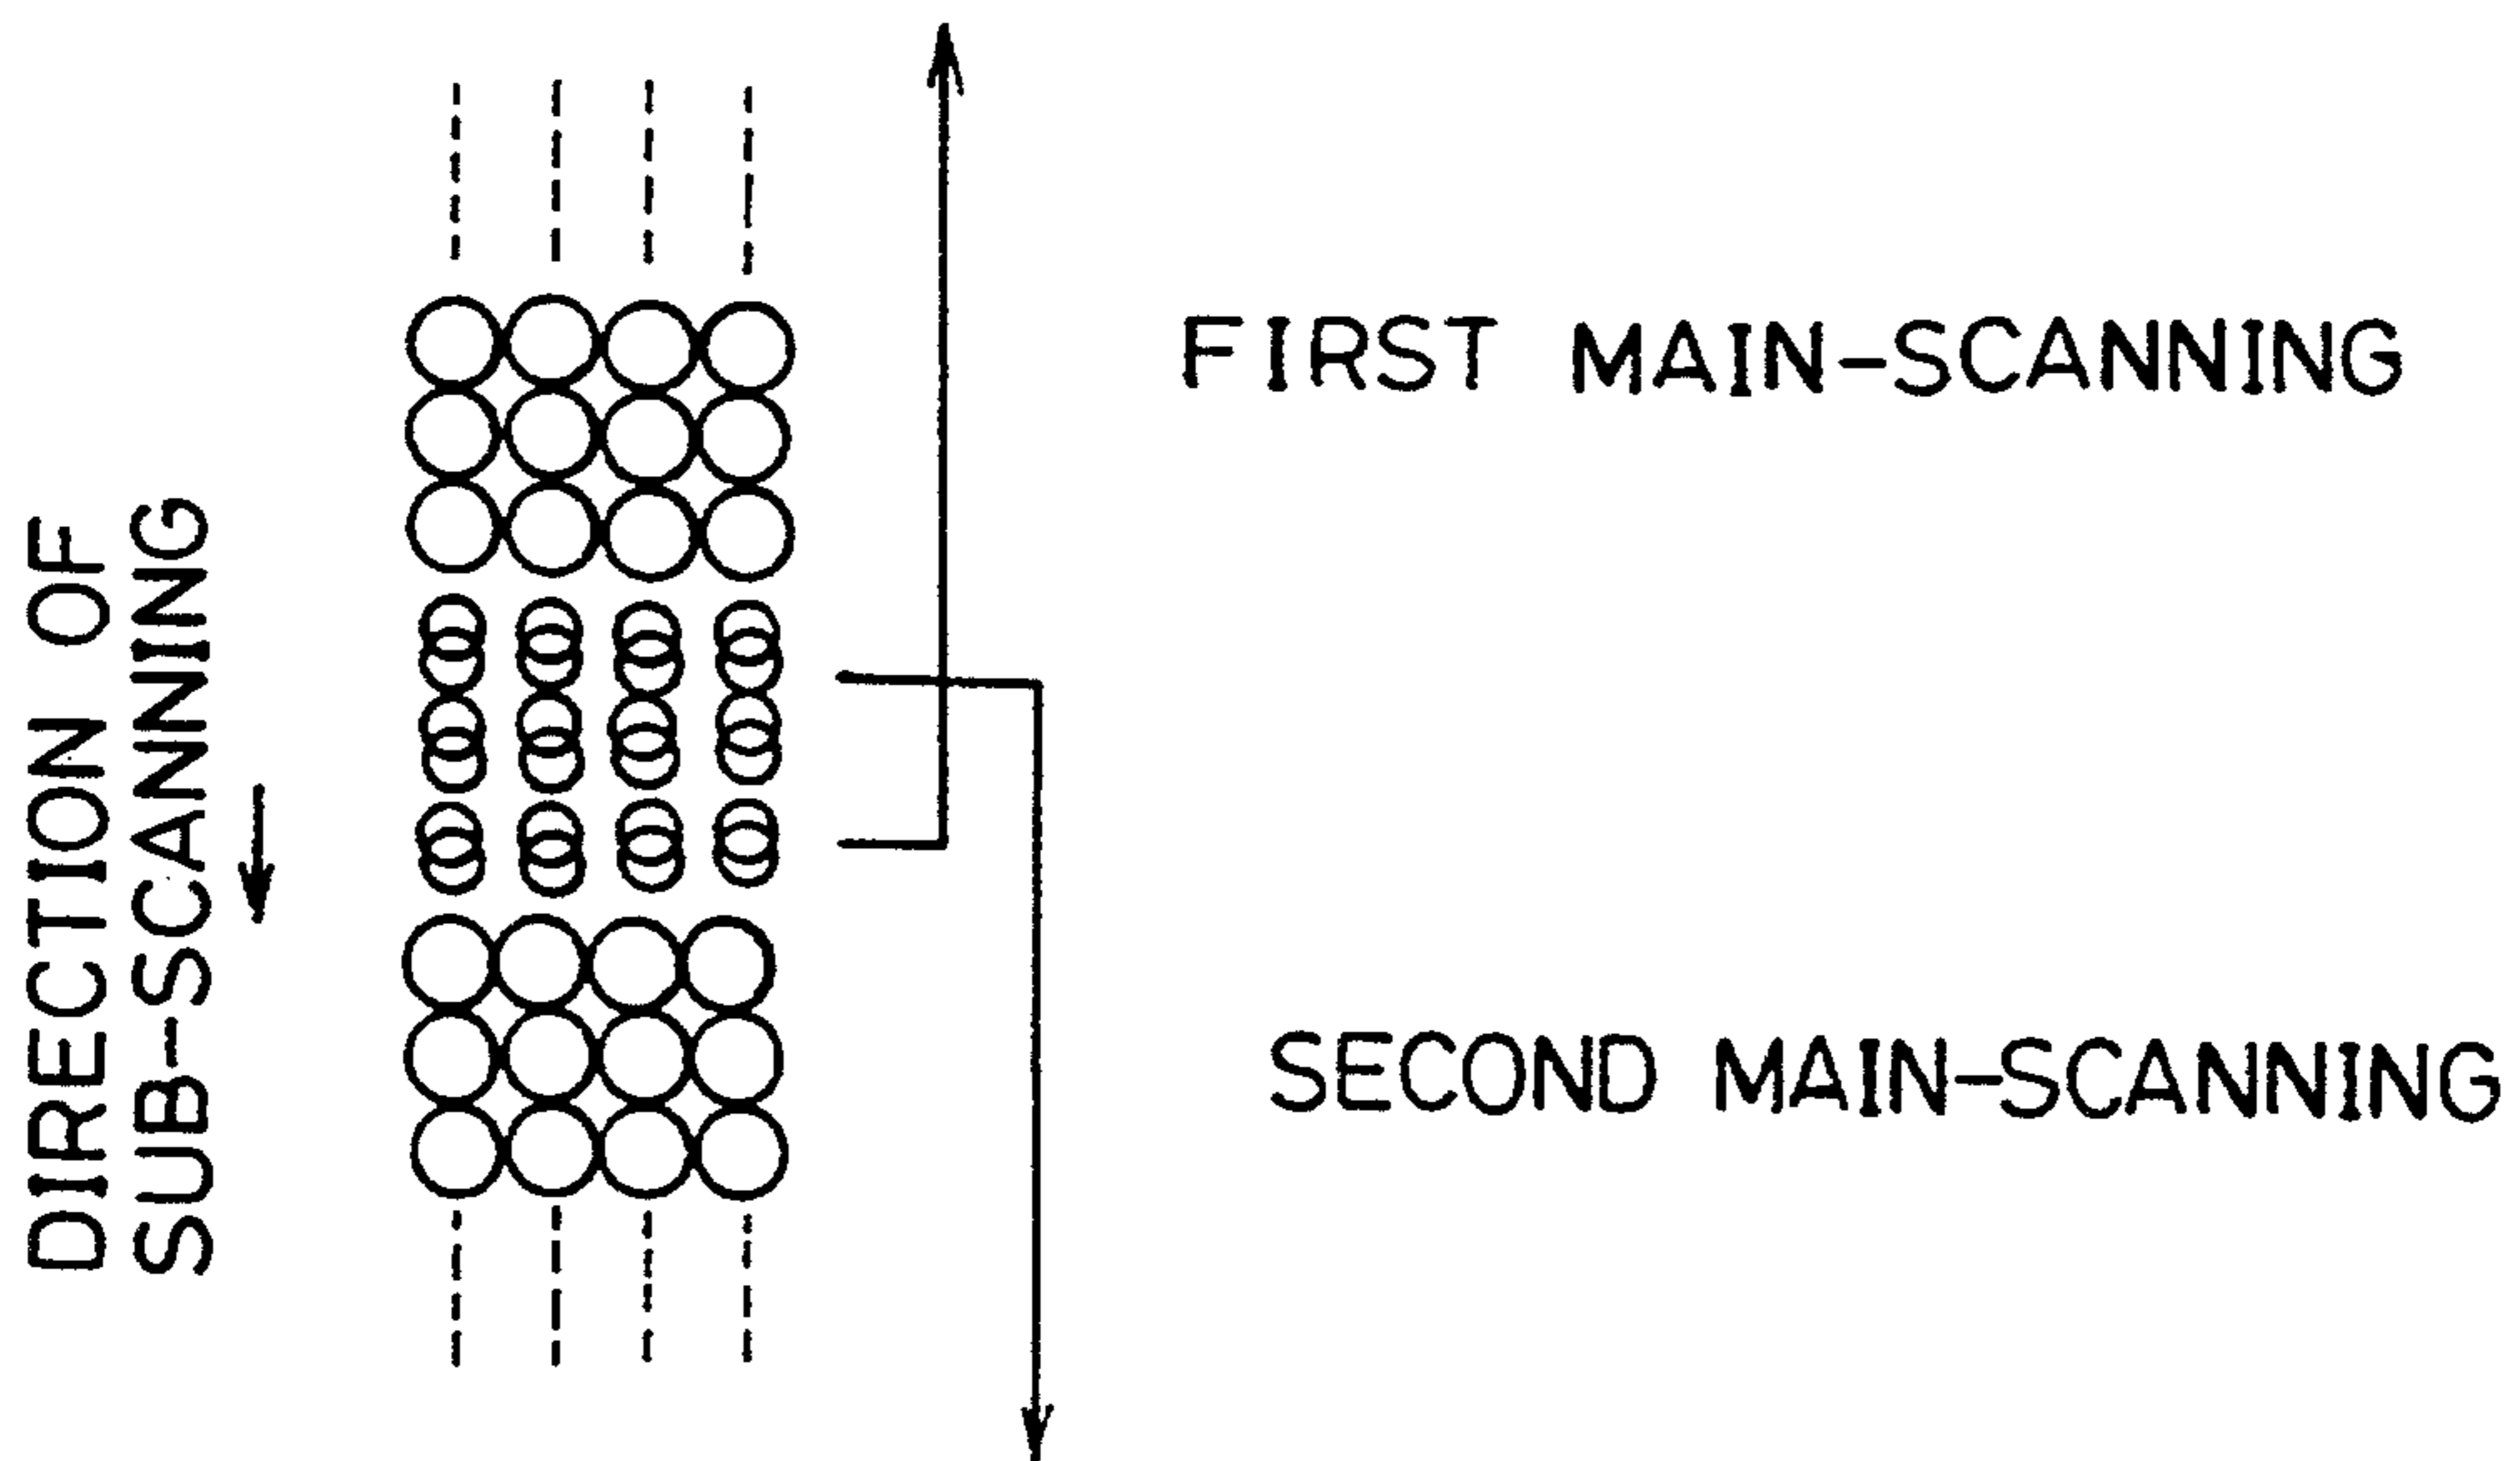 DIRECTION OF
SUB-SCANNING
FIRST MAIN-SCANNING
SECOND MAIN-SCANNING